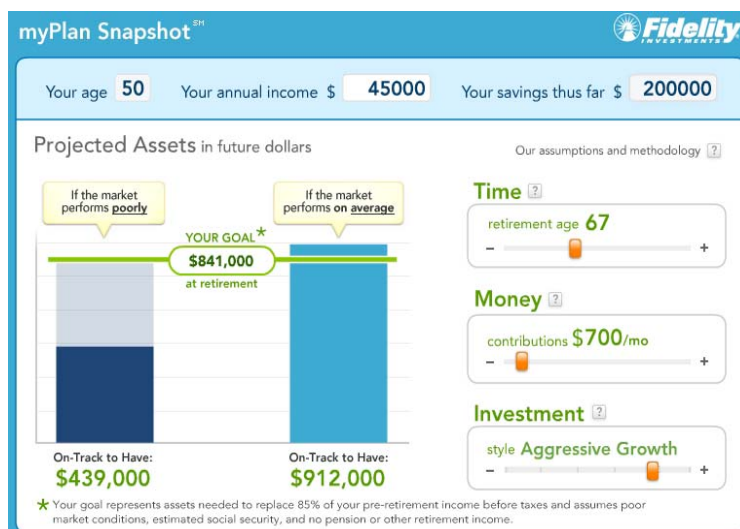 myPlan Snapshot℠
Fidelity
INVESTMENTS
Your age 50 Your annual income $ 45000 Your savings thus far $ 200000
Projected Assets in future dollars
Our assumptions and methodology ?
If the market
performs poorly
If the market
performs on average
YOUR GOAL*
$841,000
at retirement
On-Track to Have:
$439,000
On-Track to Have:
$912,000
Time ?
retirement age 67
- +
Money ?
contributions $700/mo
- +
Investment ?
style Aggressive Growth
- +
* Your goal represents assets needed to replace 85% of your pre-retirement income before taxes and assumes poor
market conditions, estimated social security, and no pension or other retirement income.